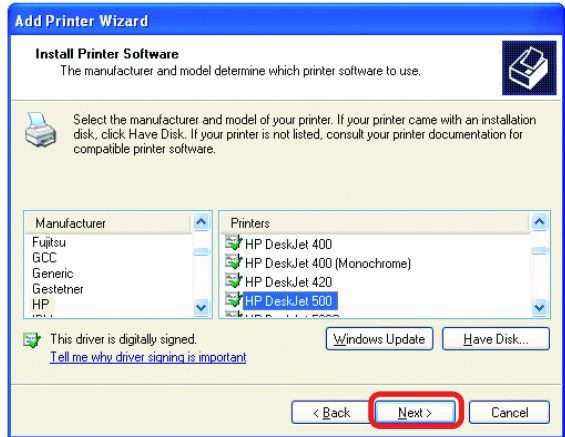 Add Printer Wizard
Install Printer Software
The manufacturer and model determine which printer software to use.
Select the manufacturer and model of your printer. If your printer came with an installation
disk, click Have Disk. If your printer is not listed, consult your printer documentation for
compatible printer software.
Manufacturer
Fujitsu
GCC
Generic
Gestetner
HP
Printers
HP DeskJet 400
HP DeskJet 400 (Monochrome)
HP DeskJet 420
HP DeskJet 500
This driver is digitally signed.
Tell me why driver signing is important
Windows Update
Have Disk...
< Back
Next >
Cancel